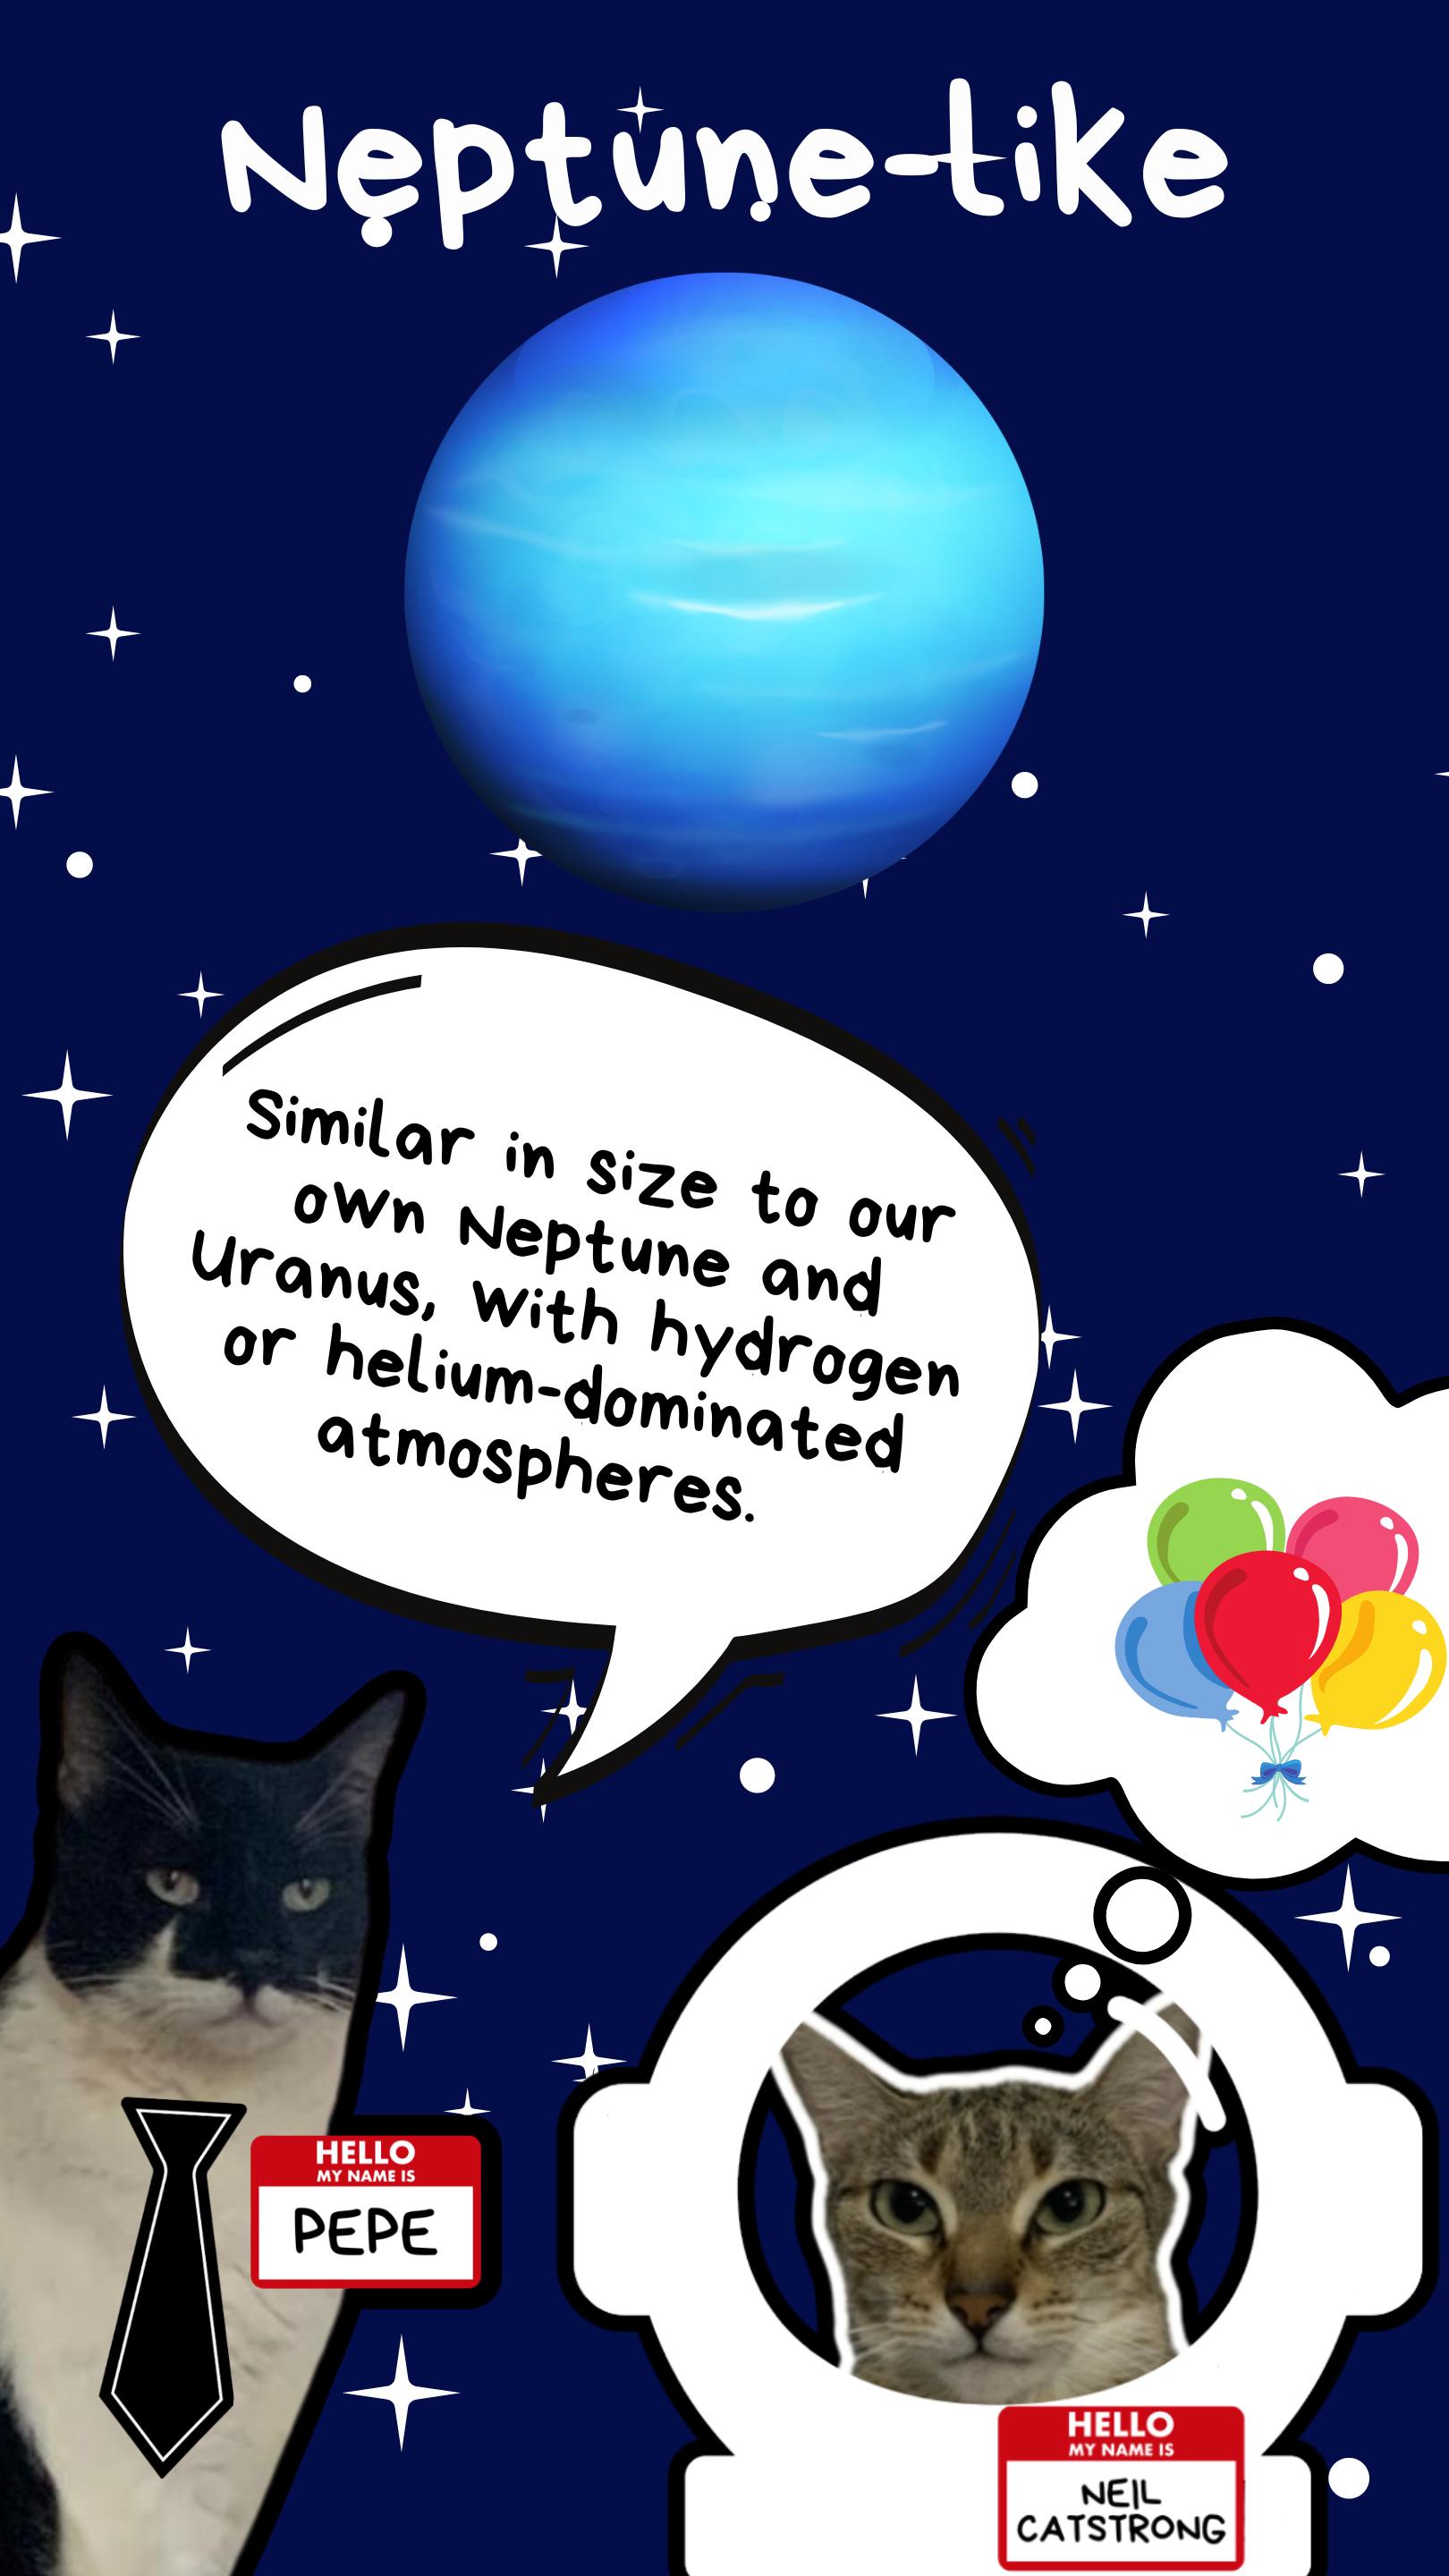 Neptune-like
Similar in size to our
own Neptune and
Uranus, with hydrogen
or helium-dominated
atmospheres.
HELLO
MY NAME IS
PEPE
HELLO
MY NAME IS
NEIL
CATSTRONG